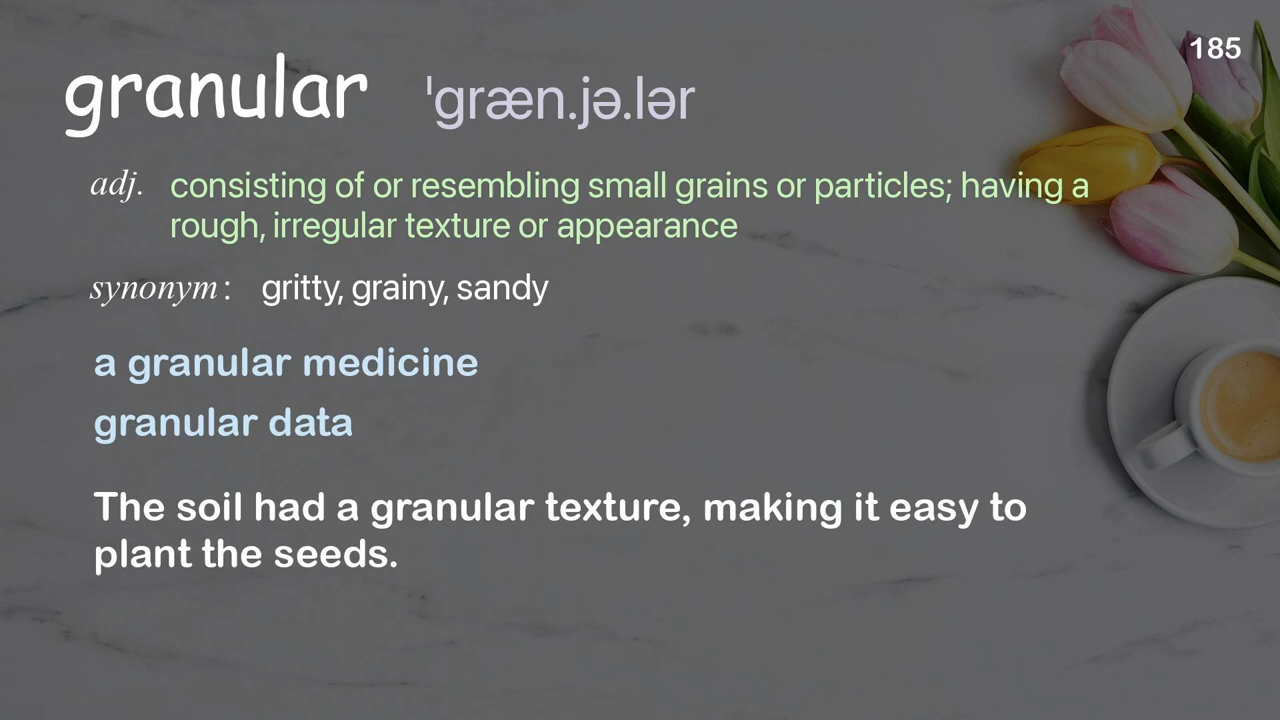 185
granular ˈɡræn.jə.lər
adj. consisting of or resembling small grains or particles; having a
rough, irregular texture or appearance
synonym : gritty, grainy, sandy
a granular medicine
granular data
The soil had a granular texture, making it easy to
plant the seeds.